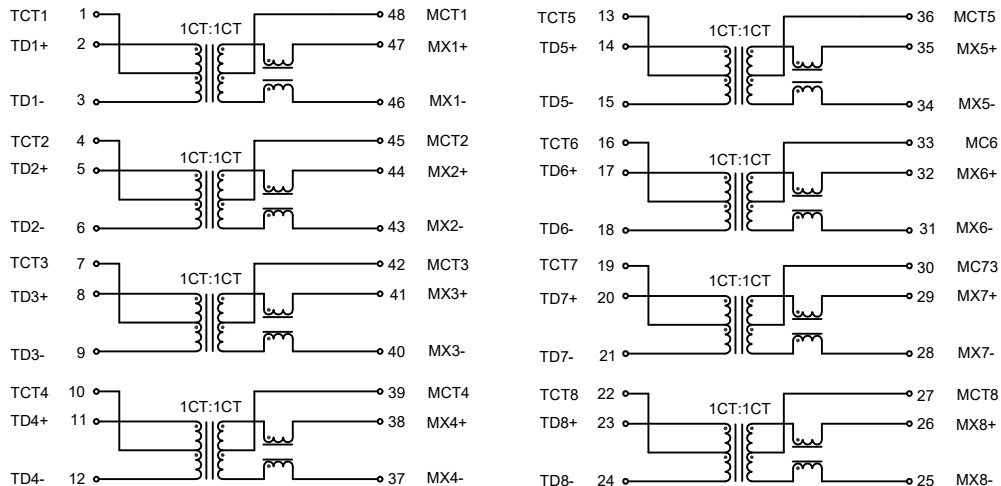 TCT1 1 1CT:1CT 48 MCT1
TD1+ 2 47 MX1+
TD1- 3 46 MX1-
TCT2 4 1CT:1CT 45 MCT2
TD2+ 5 44 MX2+
TD2- 6 43 MX2-
TCT3 7 1CT:1CT 42 MCT3
TD3+ 8 41 MX3+
TD3- 9 40 MX3-
TCT4 10 1CT:1CT 39 MCT4
TD4+ 11 38 MX4+
TD4- 12 37 MX4-
TCT5 13 1CT:1CT 36 MCT5
TD5+ 14 35 MX5+
TD5- 15 34 MX5-
TCT6 16 1CT:1CT 33 MC6
TD6+ 17 32 MX6+
TD6- 18 31 MX6-
TCT7 19 1CT:1CT 30 MC73
TD7+ 20 29 MX7+
TD7- 21 28 MX7-
TCT8 22 1CT:1CT 27 MCT8
TD8+ 23 26 MX8+
TD8- 24 25 MX8-